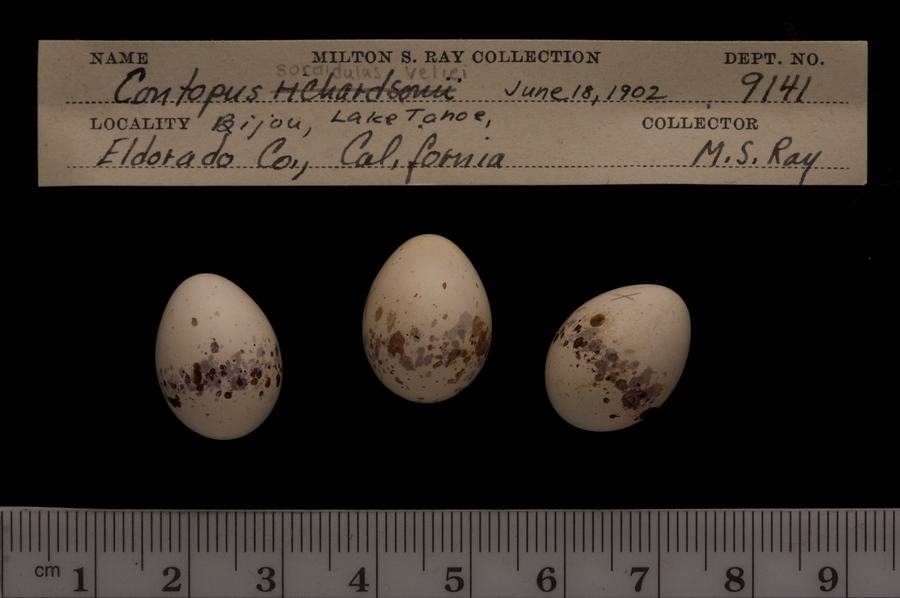 NAME MILTON S. RAY COLLECTION DEPT. NO.
sordidulus veliei
Contopus richardsonii June 18, 1902 9141
LOCALITY Bijou, Lake Tahoe, COLLECTOR
Eldorado Co., California M.S. Ray
cm 1 2 3 4 5 6 7 8 9